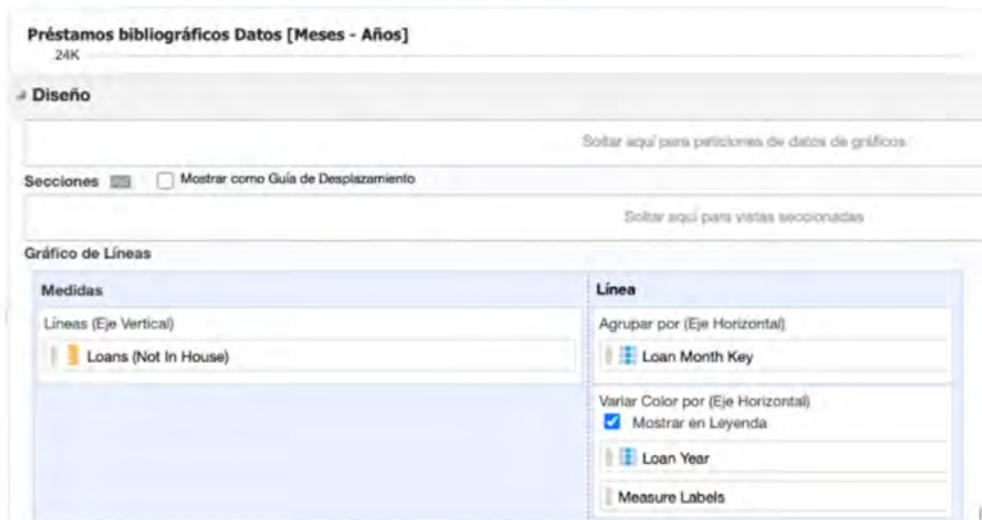 Préstamos bibliográficos Datos [Meses - Años]
24K
Diseño
Soltar aquí para peticiones de datos de gráficos
Secciones
Mostrar como Guía de Desplazamiento
Soltar aquí para vistas seccionadas
Gráfico de Líneas
Medidas
Línea
Líneas (Eje Vertical)
Agrupar por (Eje Horizontal)
Loans (Not In House)
Loan Month Key
Variar Color por (Eje Horizontal)
Mostrar en Leyenda
Loan Year
Measure Labels